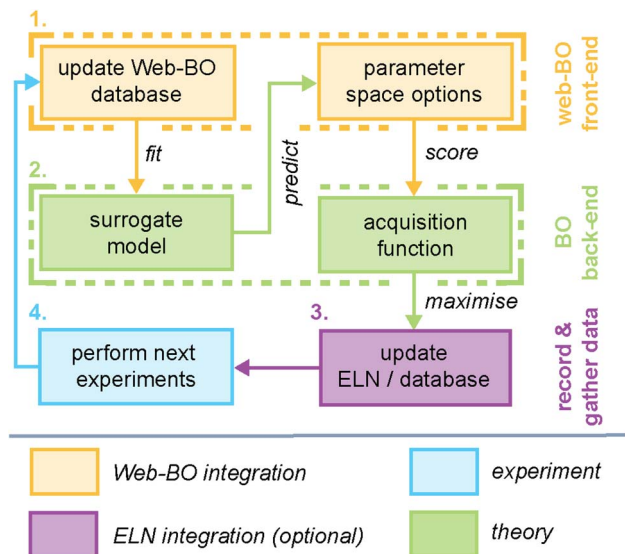 1.
update Web-BO
database
parameter
space options
web-BO
front-end
fit
predict
score
2.
surrogate
model
acquisition
function
BO
back-end
maximise
4.
3.
perform next
experiments
update
ELN / database
record &
gather data
Web-BO integration
experiment
ELN integration (optional)
theory